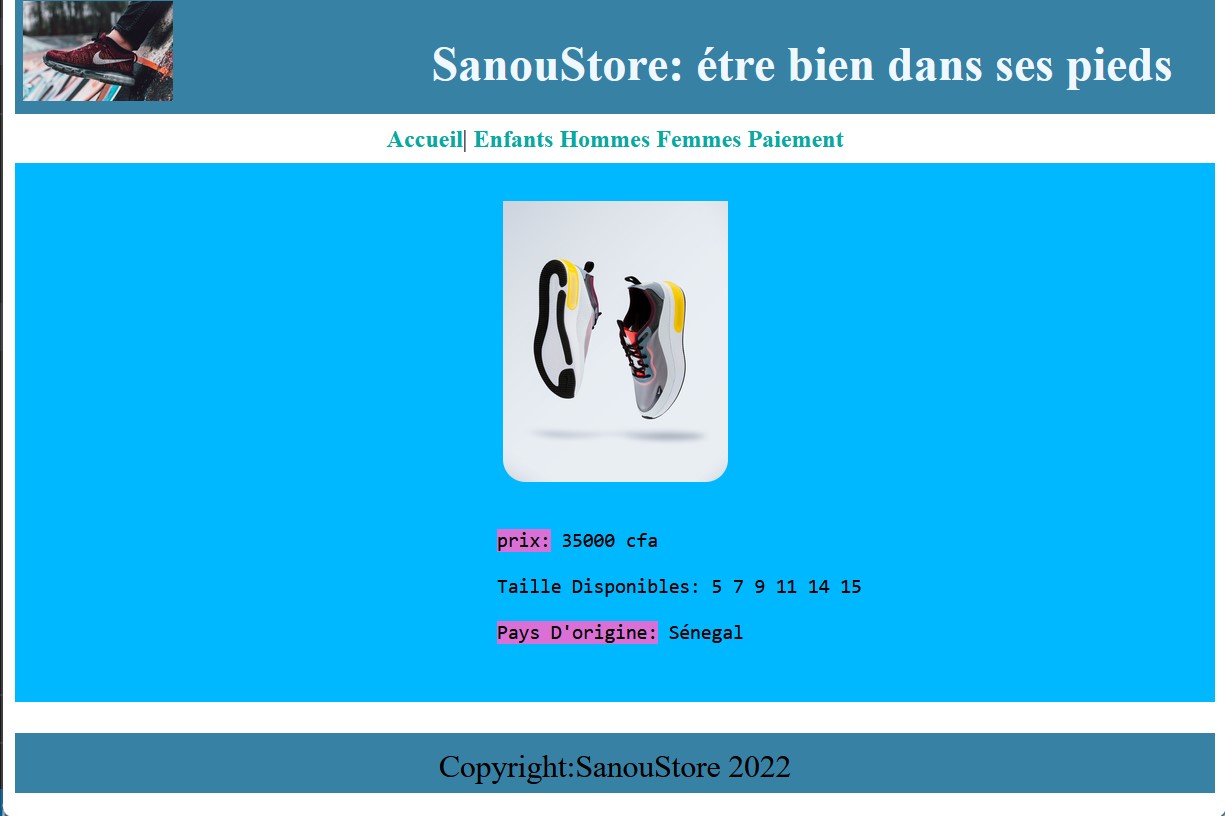 SanouStore: étre bien dans ses pieds
Accueil| Enfants Hommes Femmes Paiement
prix: 35000 cfa
Taille Disponibles: 5 7 9 11 14 15
Pays D'origine: Sénegal
Copyright:SanouStore 2022